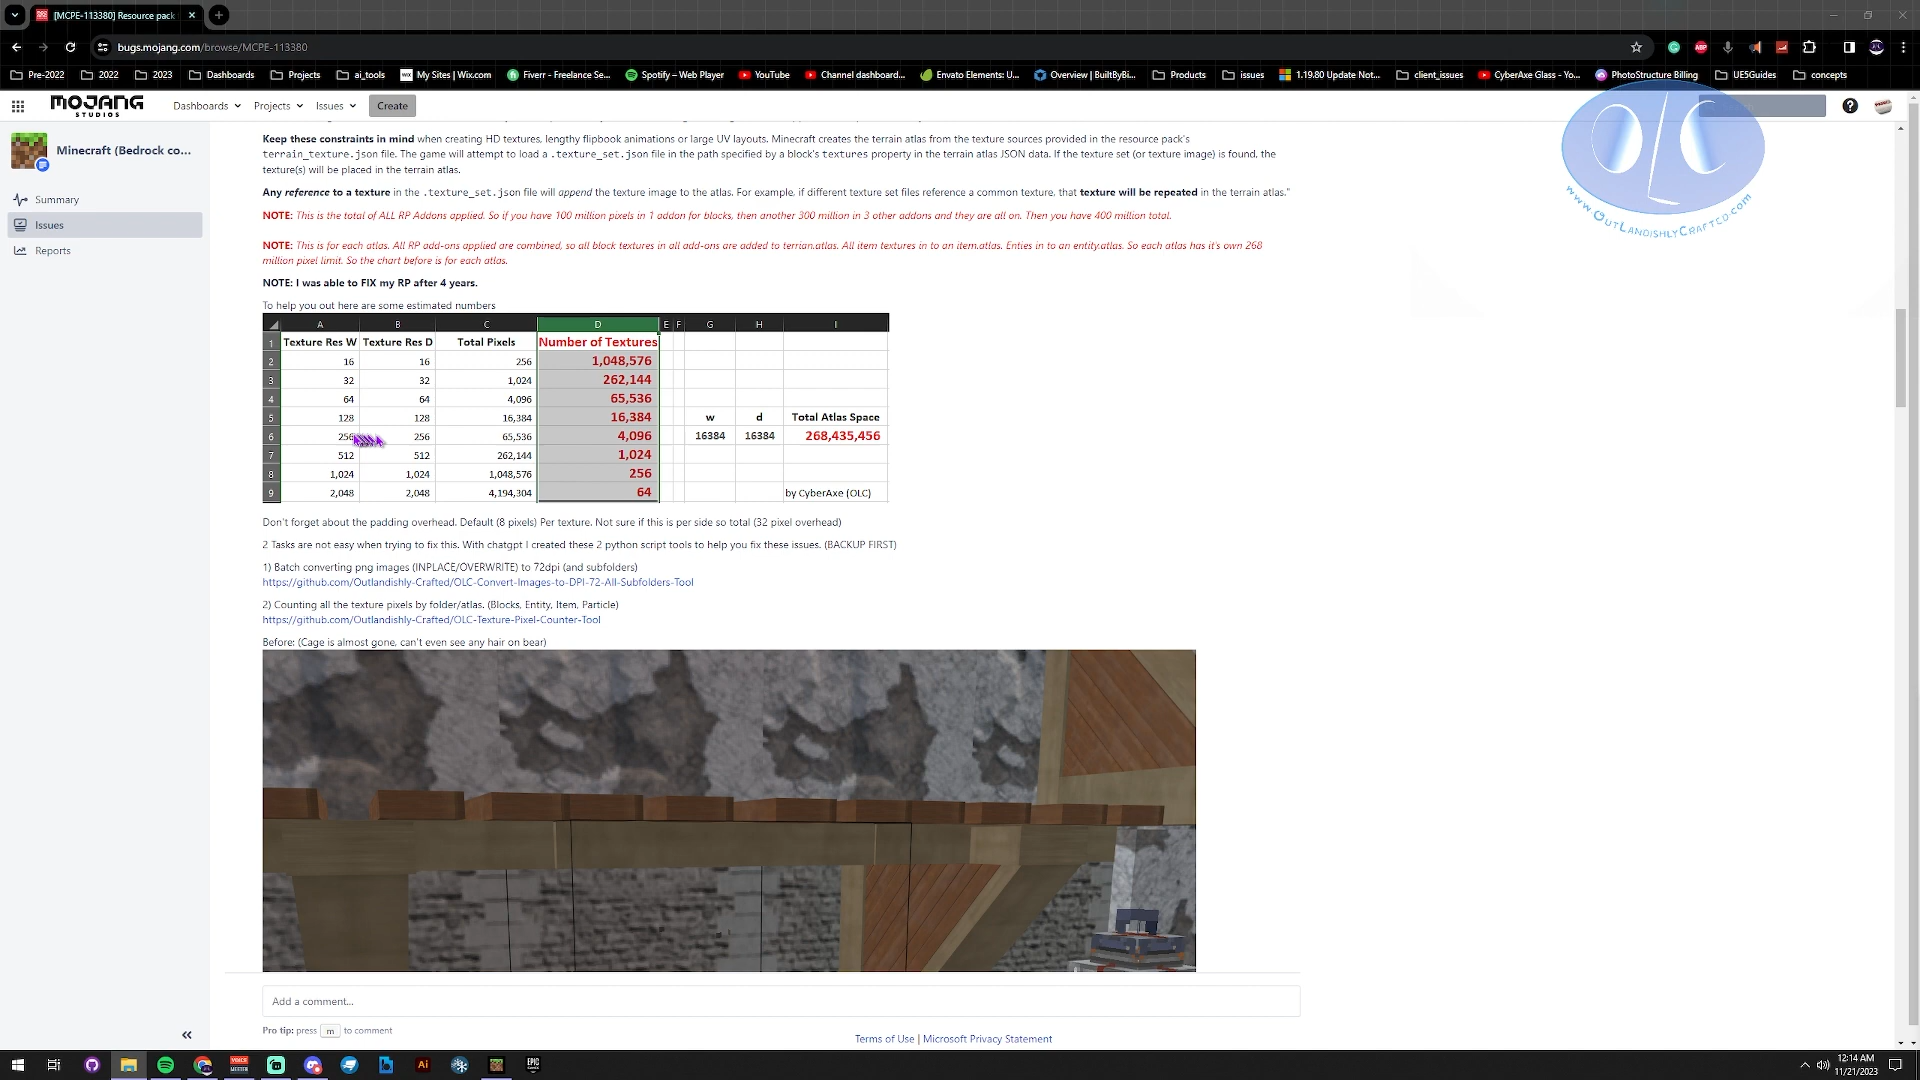 [MCPE-113380] Resource pack
bugs.mojang.com/browse/MCPE-113380
Pre-2022 2022 2023 Dashboards Projects ai_tools My Sites | Wix.com Fiverr - Freelance Se... Spotify – Web Player YouTube Channel dashboard... Envato Elements: U... Overview | BuiltByBi... Products issues 1.19.80 Update Not... client_issues CyberAxe Glass - Yo... PhotoStructure Billing UE5Guides concepts
MOJANG
STUDIOS
Dashboards Projects Issues Create
Minecraft (Bedrock co...
Summary
Issues
Reports
OLC
www.OutLandishlyCrafted.com
Keep these constraints in mind when creating HD textures, lengthy flipbook animations or large UV layouts. Minecraft creates the terrain atlas from the texture sources provided in the resource pack's
terrain_texture.json file. The game will attempt to load a .texture_set.json file in the path specified by a block's textures property in the terrain atlas JSON data. If the texture set (or texture image) is found, the
texture(s) will be placed in the terrain atlas.
Any reference to a texture in the .texture_set.json file will append the texture image to the atlas. For example, if different texture set files reference a common texture, that texture will be repeated in the terrain atlas."
NOTE: This is the total of ALL RP Addons applied. So if you have 100 million pixels in 1 addon for blocks, then another 300 million in 3 other addons and they are all on. Then you have 400 million total.
NOTE: This is for each atlas. All RP add-ons applied are combined, so all block textures in all add-ons are added to terrian.atlas. All item textures in to an item.atlas. Enties in to an entity.atlas. So each atlas has it's own 268
million pixel limit. So the chart before is for each atlas.
NOTE: I was able to FIX my RP after 4 years.
To help you out here are some estimated numbers
A B C D E F G H I
1 Texture Res W Texture Res D Total Pixels Number of Textures
2 16 16 256 1,048,576
3 32 32 1,024 262,144
4 64 64 4,096 65,536
5 128 128 16,384 16,384 w d Total Atlas Space
6 256 256 65,536 4,096 16384 16384 268,435,456
7 512 512 262,144 1,024
8 1,024 1,024 1,048,576 256
9 2,048 2,048 4,194,304 64 by CyberAxe (OLC)
Don't forget about the padding overhead. Default (8 pixels) Per texture. Not sure if this is per side so total (32 pixel overhead)
2 Tasks are not easy when trying to fix this. With chatgpt I created these 2 python script tools to help you fix these issues. (BACKUP FIRST)
1) Batch converting png images (INPLACE/OVERWRITE) to 72dpi (and subfolders)
https://github.com/Outlandishly-Crafted/OLC-Convert-Images-to-DPI-72-All-Subfolders-Tool
2) Counting all the texture pixels by folder/atlas. (Blocks, Entity, Item, Particle)
https://github.com/Outlandishly-Crafted/OLC-Texture-Pixel-Counter-Tool
Before: (Cage is almost gone, can't even see any hair on bear)
Add a comment...
Pro tip: press m to comment
Terms of Use | Microsoft Privacy Statement
Ai
EPIC
12:14 AM
11/21/2023